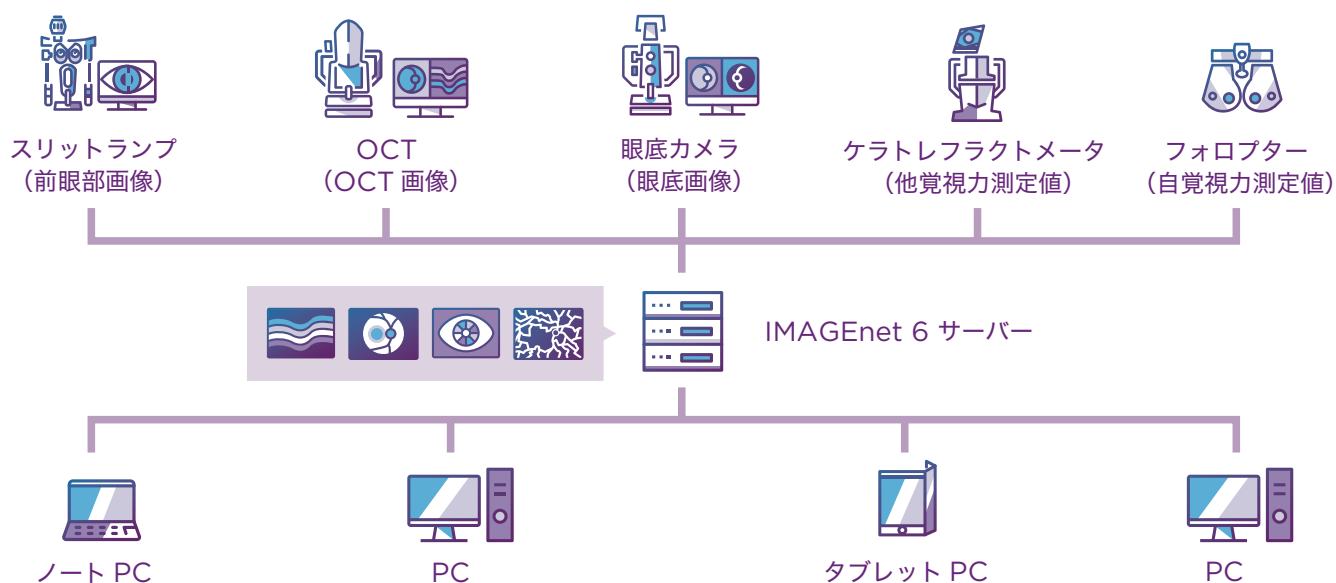 スリットランプ
（前眼部画像）
OCT
（OCT 画像）
眼底カメラ
（眼底画像）
ケラトレフラクトメータ
（他覚視力測定値）
フォロプター
（自覚視力測定値）
IMAGEnet 6 サーバー
ノート PC
PC
タブレット PC
PC